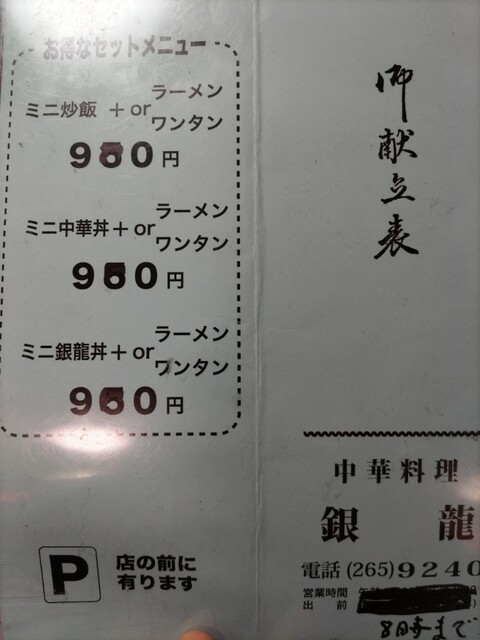 お得なセットメニュー
ミニ炒飯 + or ラーメン
ワンタン
980円
ミニ中華丼 + or ラーメン
ワンタン
980円
ミニ銀龍丼 + or ラーメン
ワンタン
980円
P 店の前に
有ります
御献立表
中華料理
銀龍
電話(265)9240
営業時間
出前
8時まで